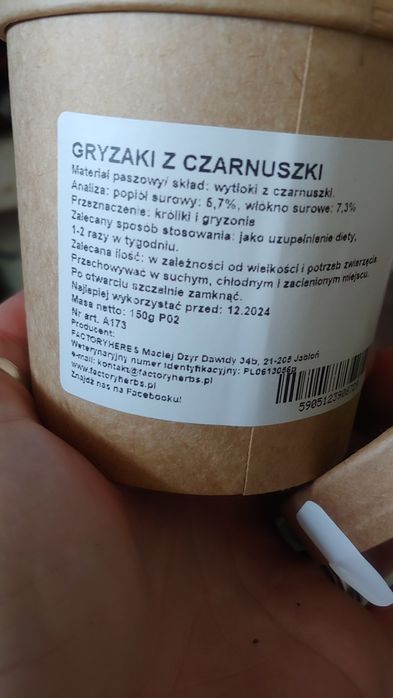 GRYZAKI Z CZARNUSZKI
Materiał paszowy/ skład: wytłoki z czarnuszki.
Analiza: popiół surowy: 5,7%, włókno surowe: 7,3%
Przeznaczenie: króliki i gryzonie
Zalecany sposób stosowania: jako uzupełnienie diety,
1-2 razy w tygodniu.
Zalecana ilość: w zależności od wielkości i potrzeb zwierzęcia
Przechowywać w suchym, chłodnym i zacienionym miejscu.
Po otwarciu szczelnie zamknąć.
Najlepiej wykorzystać przed: 12.2024
Masa netto: 150g P02
Nr art. A173
Producent:
FACTORYHERBS Maciej Dzyr Dawidy 34b, 21-205 Jabłoń
Weterynaryjny numer identyfikacyjny: PL0613056p
e-mail: kontakt@factoryherbs.pl
www.factoryherbs.pl
Znajdź nas na Facebooku!